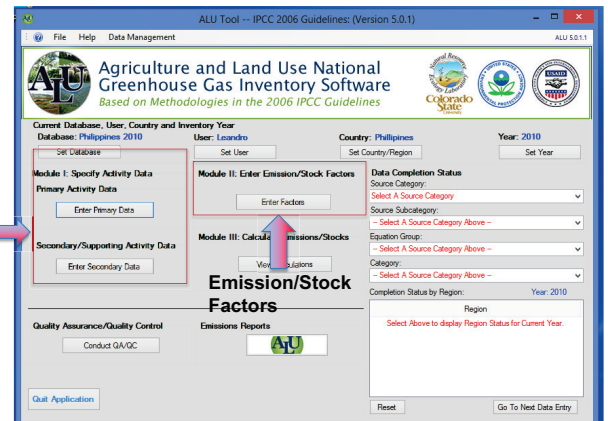 ALU Tool -- IPCC 2006 Guidelines: (Version 5.0.1)
File Help Data Management
ALU 5.0.1.1
ALU
Agriculture and Land Use National
Greenhouse Gas Inventory Software
Based on Methodologies in the 2006 IPCC Guidelines
Natural Resource Ecology Laboratory
Colorado
State
University
USAID
Current Database, User, Country and Inventory Year
Database: Philippines 2010 User: Leandro Country: Phillipines Year: 2010
Set Database Set User Set Country/Region Set Year
Module I: Specify Activity Data
Primary Activity Data
Enter Primary Data
Secondary/Supporting Activity Data
Enter Secondary Data
Module II: Enter Emission/Stock Factors
Enter Factors
Module III: Calculate Emissions/Stocks
Emission/Stock
Factors
Data Completion Status
Source Category:
Select A Source Category
Source Subcategory:
-- Select A Source Category Above --
Equation Group:
-- Select A Source Category Above --
Category:
-- Select A Source Category Above --
Completion Status by Region: Year: 2010
Region
Select Above to display Region Status for Current Year.
Quality Assurance/Quality Control
Conduct QA/QC
Emissions Reports
ALU
Quit Application
Reset Go To Next Data Entry